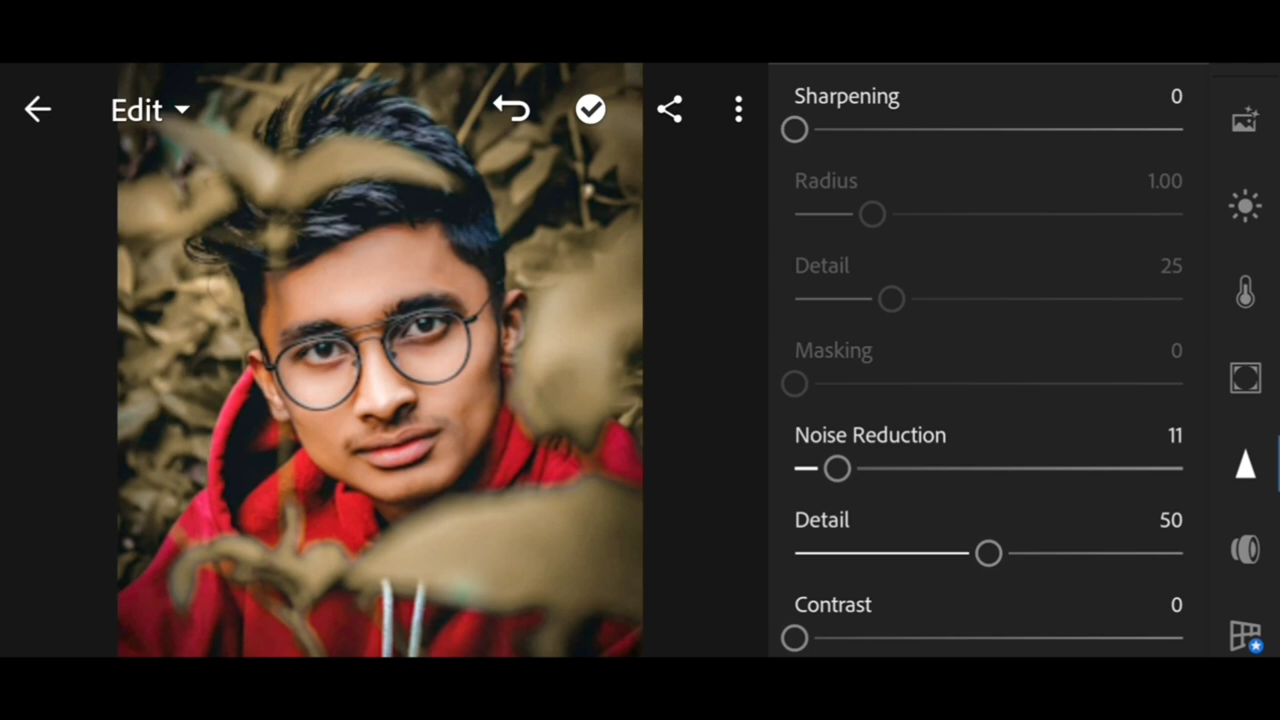 Edit
Sharpening 0
Radius 1.00
Detail 25
Masking 0
Noise Reduction 11
Detail 50
Contrast 0